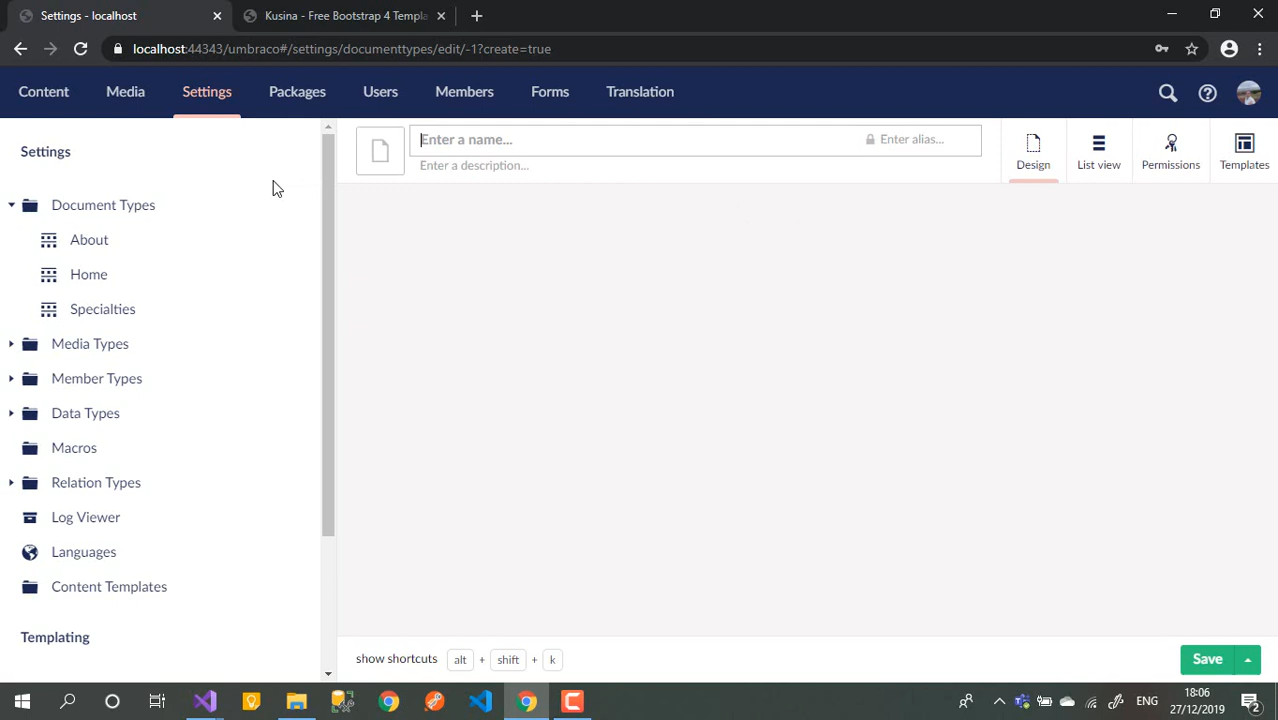 Settings - localhost
Kusina - Free Bootstrap 4 Templa
localhost:44343/umbraco#/settings/documenttypes/edit/-1?create=true
Content Media Settings Packages Users Members Forms Translation
Settings
Enter a name...
Enter alias...
Enter a description...
Design
List view
Permissions
Templates
Document Types
About
Home
Specialties
Media Types
Member Types
Data Types
Macros
Relation Types
Log Viewer
Languages
Content Templates
Templating
show shortcuts alt + shift + k
Save
ENG
18:06
27/12/2019
2